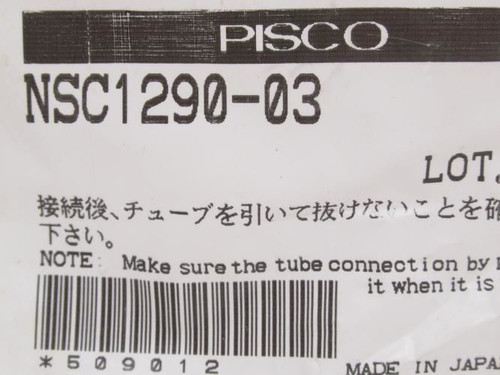 PISCO
NSC1290-03
LOT.
接続後、チューブを引いて抜けないことを確
下さい。
NOTE: Make sure the tube connection by
it when it is
*509012
MADE IN JAPA